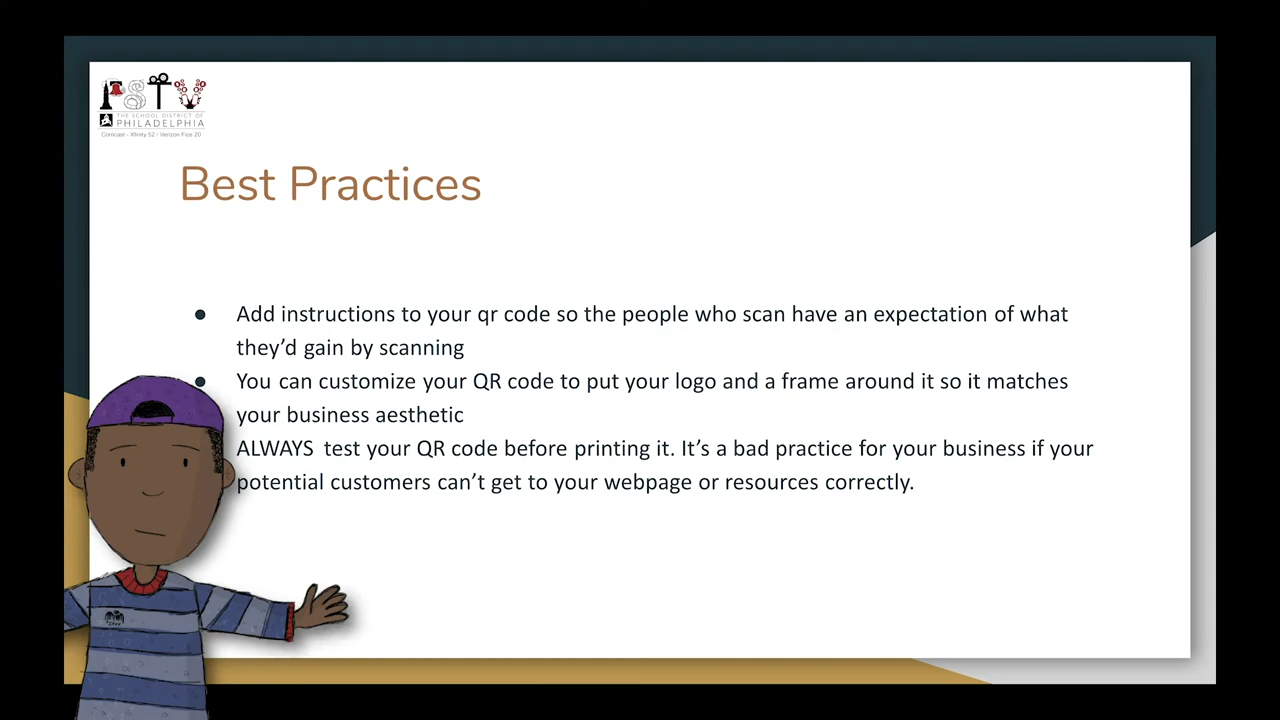 PSTV
THE SCHOOL DISTRICT OF
PHILADELPHIA
Comcast - Xfinity 52 / Verizon Fios 20
Best Practices
● Add instructions to your qr code so the people who scan have an expectation of what
they’d gain by scanning
● You can customize your QR code to put your logo and a frame around it so it matches
your business aesthetic
ALWAYS test your QR code before printing it. It’s a bad practice for your business if your
potential customers can’t get to your webpage or resources correctly.